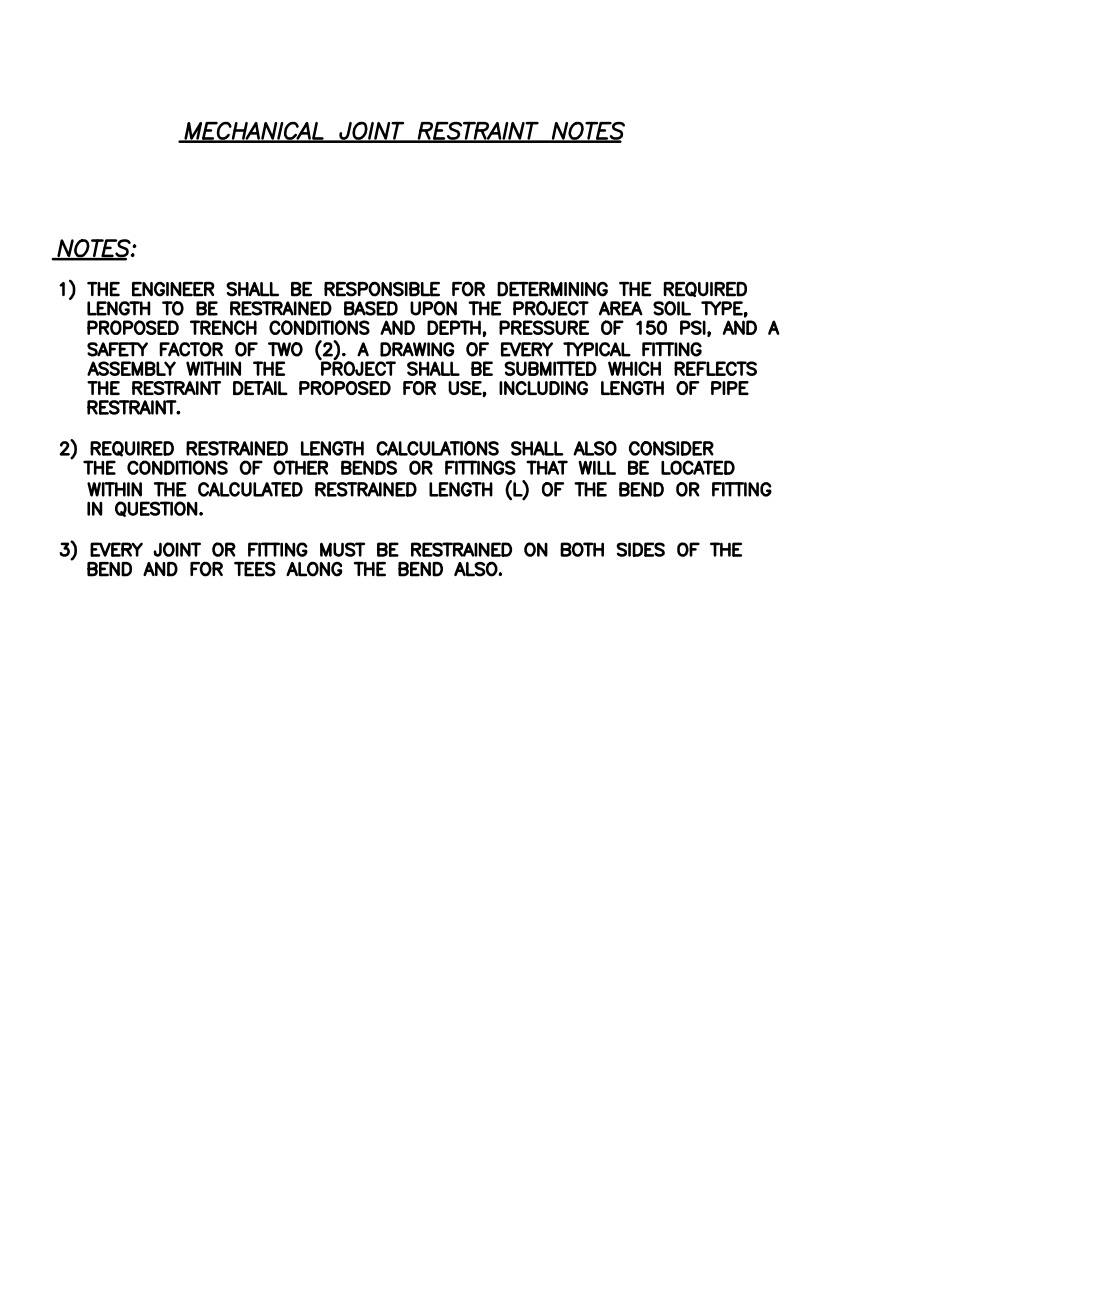 MECHANICAL JOINT RESTRAINT NOTES
NOTES:
1) THE ENGINEER SHALL BE RESPONSIBLE FOR DETERMINING THE REQUIRED
LENGTH TO BE RESTRAINED BASED UPON THE PROJECT AREA SOIL TYPE,
PROPOSED TRENCH CONDITIONS AND DEPTH, PRESSURE OF 150 PSI, AND A
SAFETY FACTOR OF TWO (2). A DRAWING OF EVERY TYPICAL FITTING
ASSEMBLY WITHIN THE PROJECT SHALL BE SUBMITTED WHICH REFLECTS
THE RESTRAINT DETAIL PROPOSED FOR USE, INCLUDING LENGTH OF PIPE
RESTRAINT.
2) REQUIRED RESTRAINED LENGTH CALCULATIONS SHALL ALSO CONSIDER
THE CONDITIONS OF OTHER BENDS OR FITTINGS THAT WILL BE LOCATED
WITHIN THE CALCULATED RESTRAINED LENGTH (L) OF THE BEND OR FITTING
IN QUESTION.
3) EVERY JOINT OR FITTING MUST BE RESTRAINED ON BOTH SIDES OF THE
BEND AND FOR TEES ALONG THE BEND ALSO.